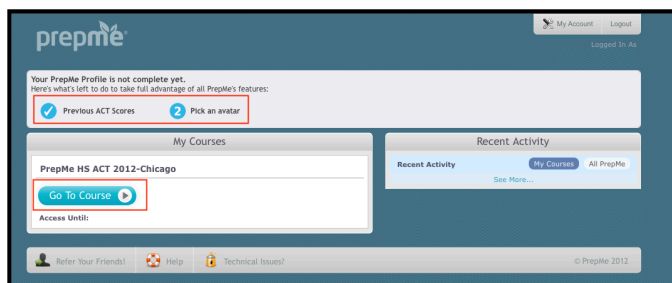 prepme
My Account Logout
Logged In As
Your PrepMe Profile is not complete yet.
Here's what's left to do to take full advantage of all PrepMe's features:
Previous ACT Scores 2 Pick an avatar
My Courses
PrepMe HS ACT 2012-Chicago
Go To Course
Access Until:
Recent Activity
Recent Activity My Courses All PrepMe
See More...
Refer Your Friends! Help Technical Issues? © PrepMe 2012